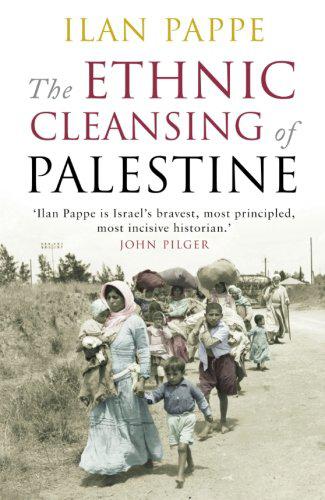 ILAN PAPPE
The ETHNIC
CLEANSING of
PALESTINE
‘Ilan Pappe is Israel’s bravest, most principled,
most incisive historian.’
JOHN PILGER